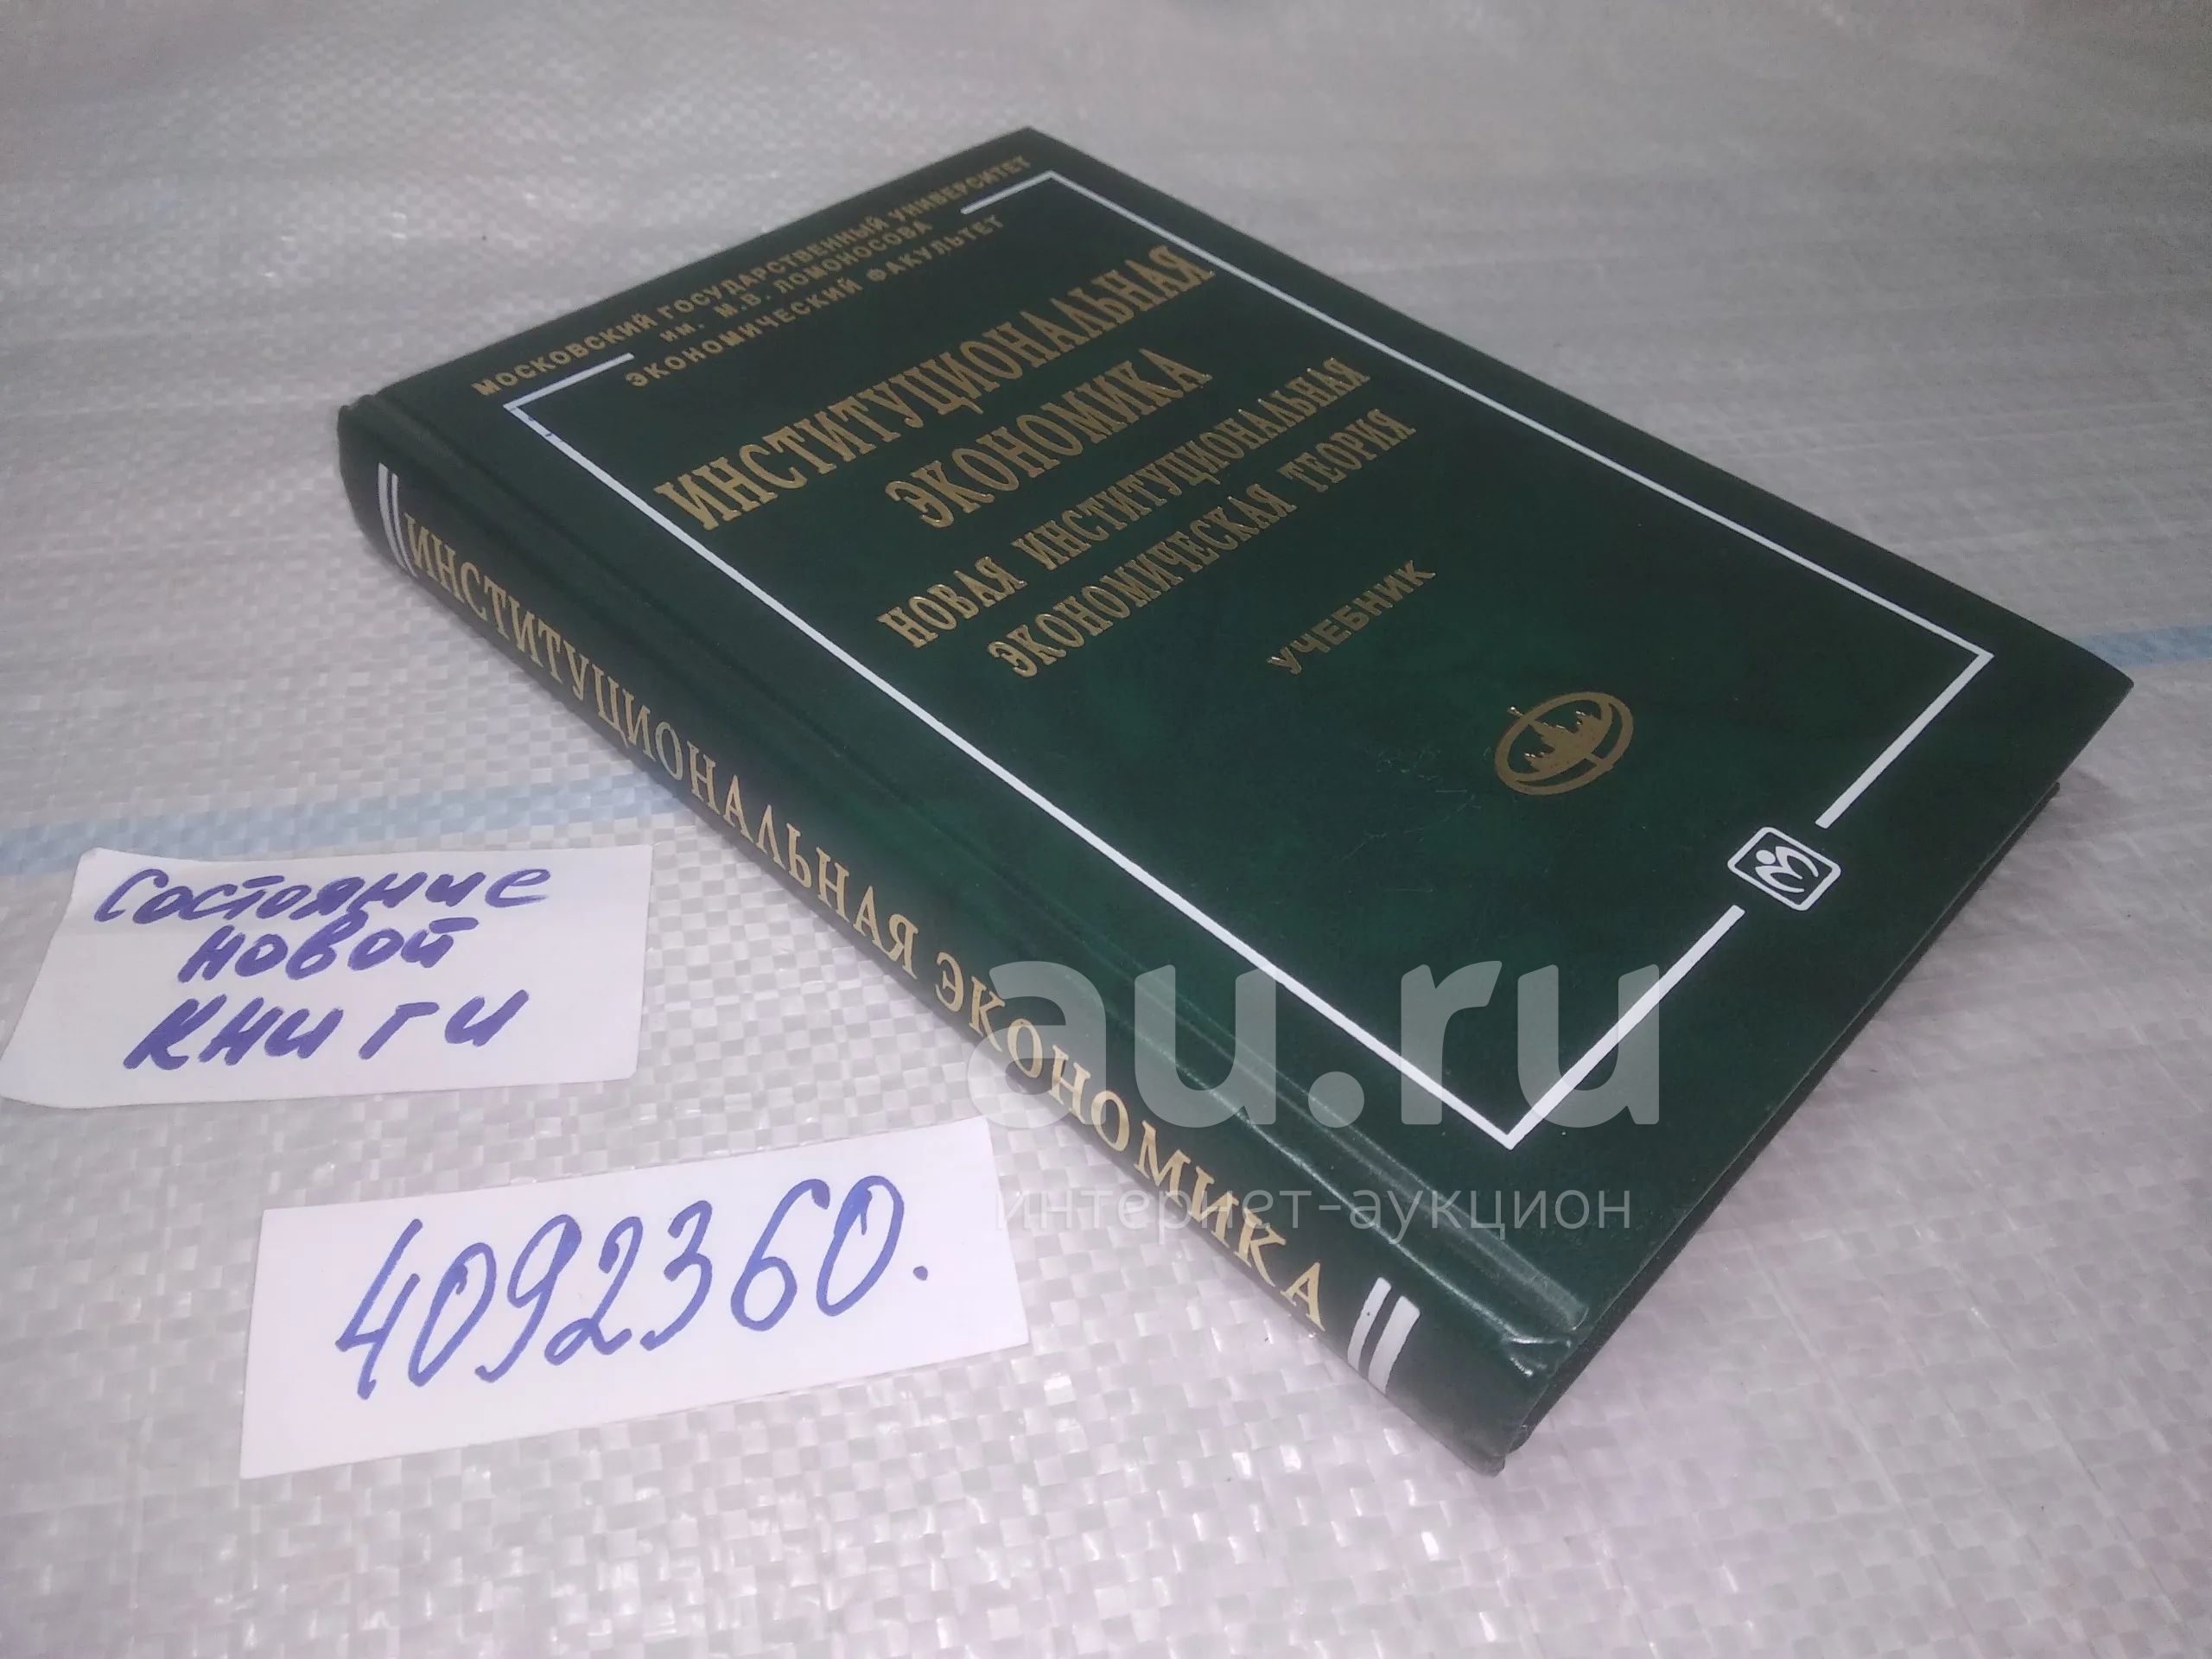 МОСКОВСКИЙ ГОСУДАРСТВЕННЫЙ УНИВЕРСИТЕТ
им. М.В. ЛОМОНОСОВА
ЭКОНОМИЧЕСКИЙ ФАКУЛЬТЕТ
ИНСТИТУЦИОНАЛЬНАЯ
ЭКОНОМИКА
НОВАЯ ИНСТИТУЦИОНАЛЬНАЯ
ЭКОНОМИЧЕСКАЯ ТЕОРИЯ
УЧЕБНИК
ИНСТИТУЦИОНАЛЬНАЯ ЭКОНОМИКА
Состояние
новой
книги
4092360.
au.ru
интернет-аукцион